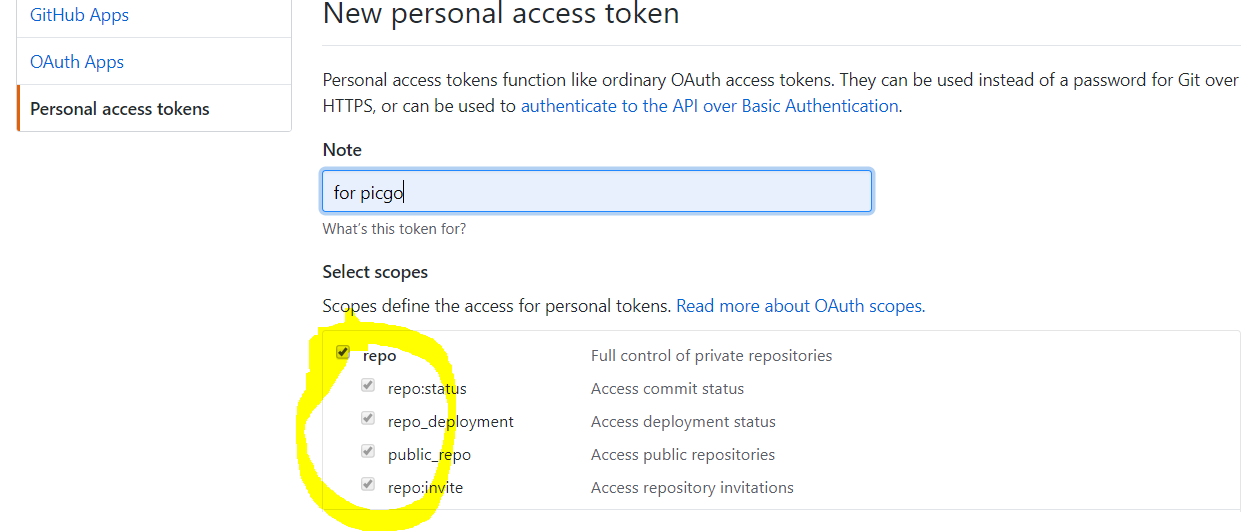 GitHub Apps
OAuth Apps
Personal access tokens
New personal access token
Personal access tokens function like ordinary OAuth access tokens. They can be used instead of a password for Git over
HTTPS, or can be used to authenticate to the API over Basic Authentication.
Note
for picgo
What's this token for?
Select scopes
Scopes define the access for personal tokens. Read more about OAuth scopes.
repo Full control of private repositories
repo:status Access commit status
repo_deployment Access deployment status
public_repo Access public repositories
repo:invite Access repository invitations